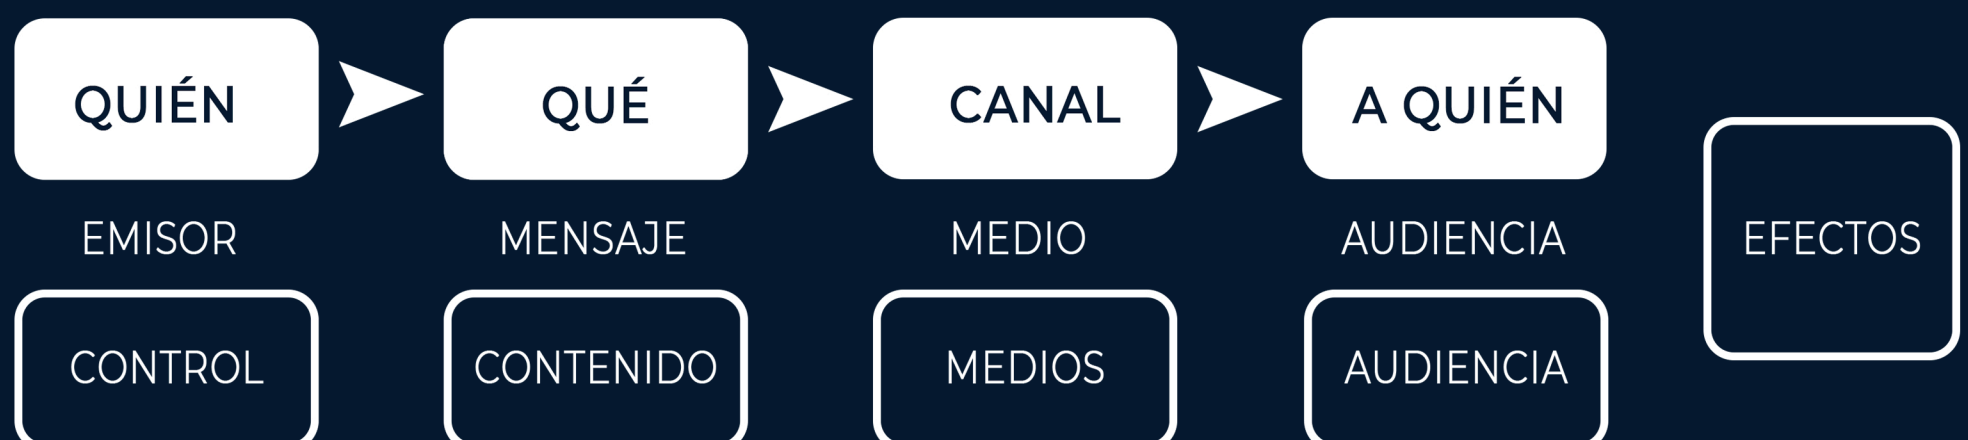 QUIÉN QUÉ CANAL A QUIÉN
EMISOR MENSAJE MEDIO AUDIENCIA EFECTOS
CONTROL CONTENIDO MEDIOS AUDIENCIA